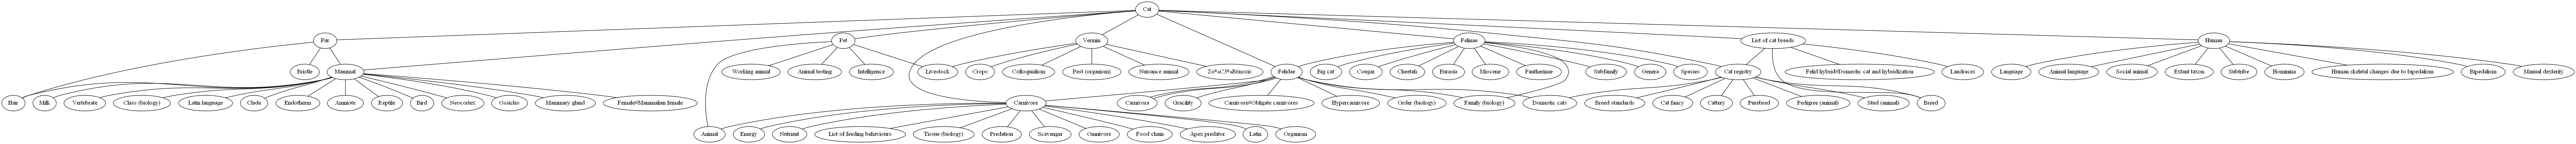 Cat
Fur
Pet
Vermin
Felinae
List of cat breeds
Human
Bristle
Mammal
Working animal
Animal testing
Intelligence
Livestock
Crops
Colloquialism
Pest (organism)
Nuisance animal
Zo%C3%B6nosis
Felidae
Big cat
Cougar
Cheetah
Eurasia
Miocene
Pantherinae
Subfamily
Genera
Species
Cat registry
Felid hybrid#Domestic cat and hybridization
Landraces
Language
Animal language
Social animal
Extant taxon
Subtribe
Hominina
Human skeletal changes due to bipedalism
Bipedalism
Manual dexterity
Hair
Milk
Vertebrate
Class (biology)
Latin language
Clade
Endotherm
Amniote
Reptile
Bird
Neocortex
Ossicles
Mammary gland
Female#Mammalian female
Carnivore
Carnivora
Gracility
Carnivore#Obligate carnivores
Hypercarnivore
Order (biology)
Family (biology)
Domestic cats
Breed standards
Cat fancy
Cattery
Purebred
Pedigree (animal)
Stud (animal)
Breed
Animal
Energy
Nutrient
List of feeding behaviours
Tissue (biology)
Predation
Scavenger
Omnivore
Food chain
Apex predator
Latin
Organism